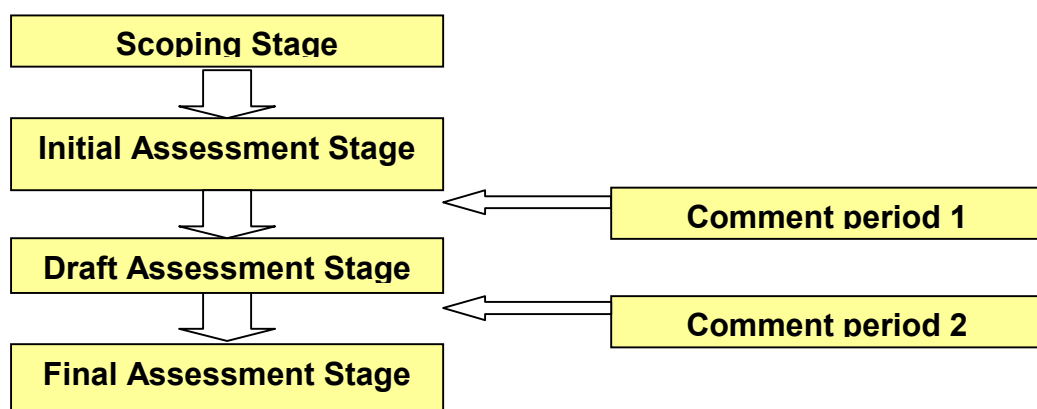 Scoping Stage
Initial Assessment Stage
Comment period 1
Draft Assessment Stage
Comment period 2
Final Assessment Stage